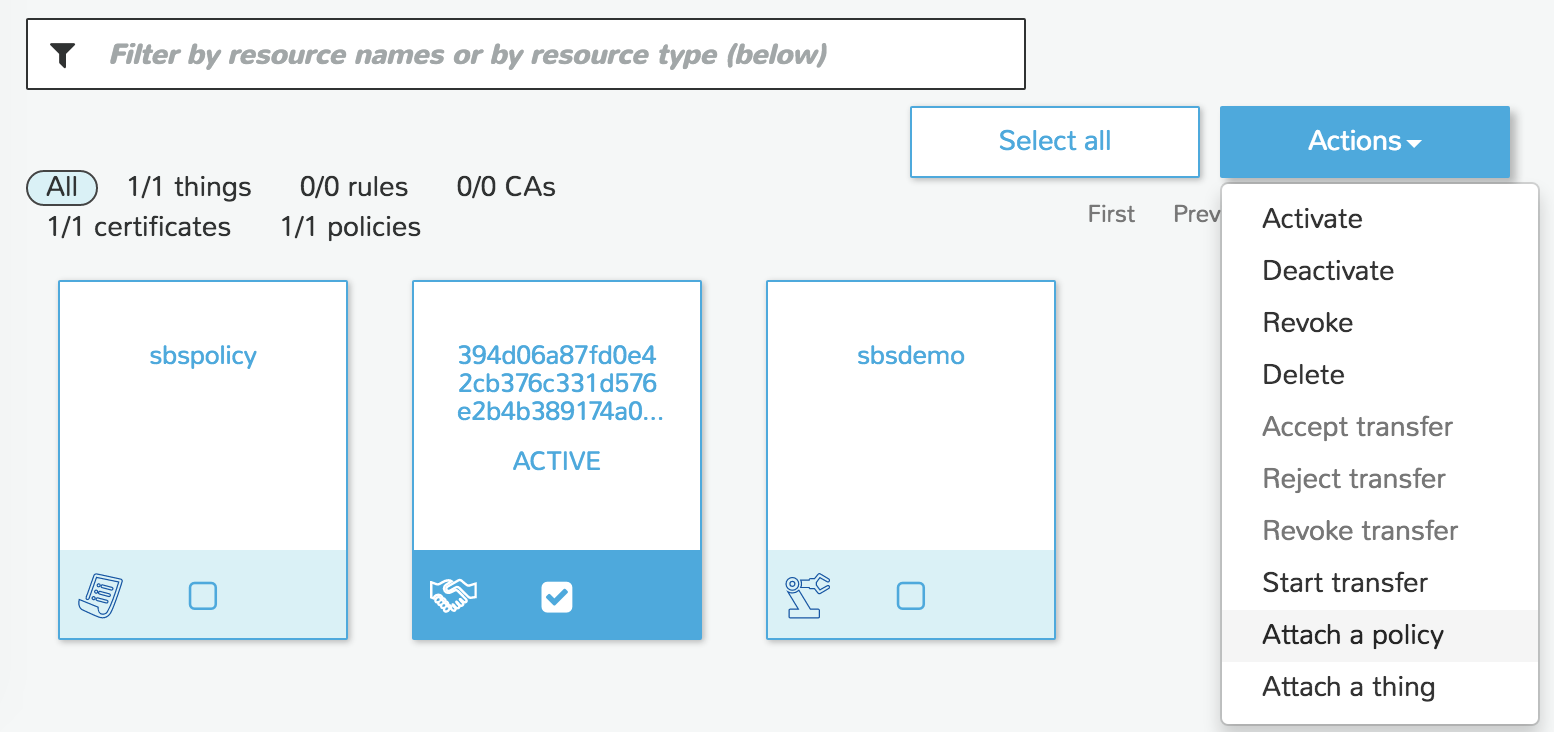 Filter by resource names or by resource type (below)
Select all
Actions
All 1/1 things 0/0 rules 0/0 CAs
1/1 certificates 1/1 policies
First Prev
Activate
Deactivate
Revoke
Delete
Accept transfer
Reject transfer
Revoke transfer
Start transfer
Attach a policy
Attach a thing
sbspolicy
394d06a87fd0e4
2cb376c331d576
e2b4b389174a0...
ACTIVE
sbsdemo